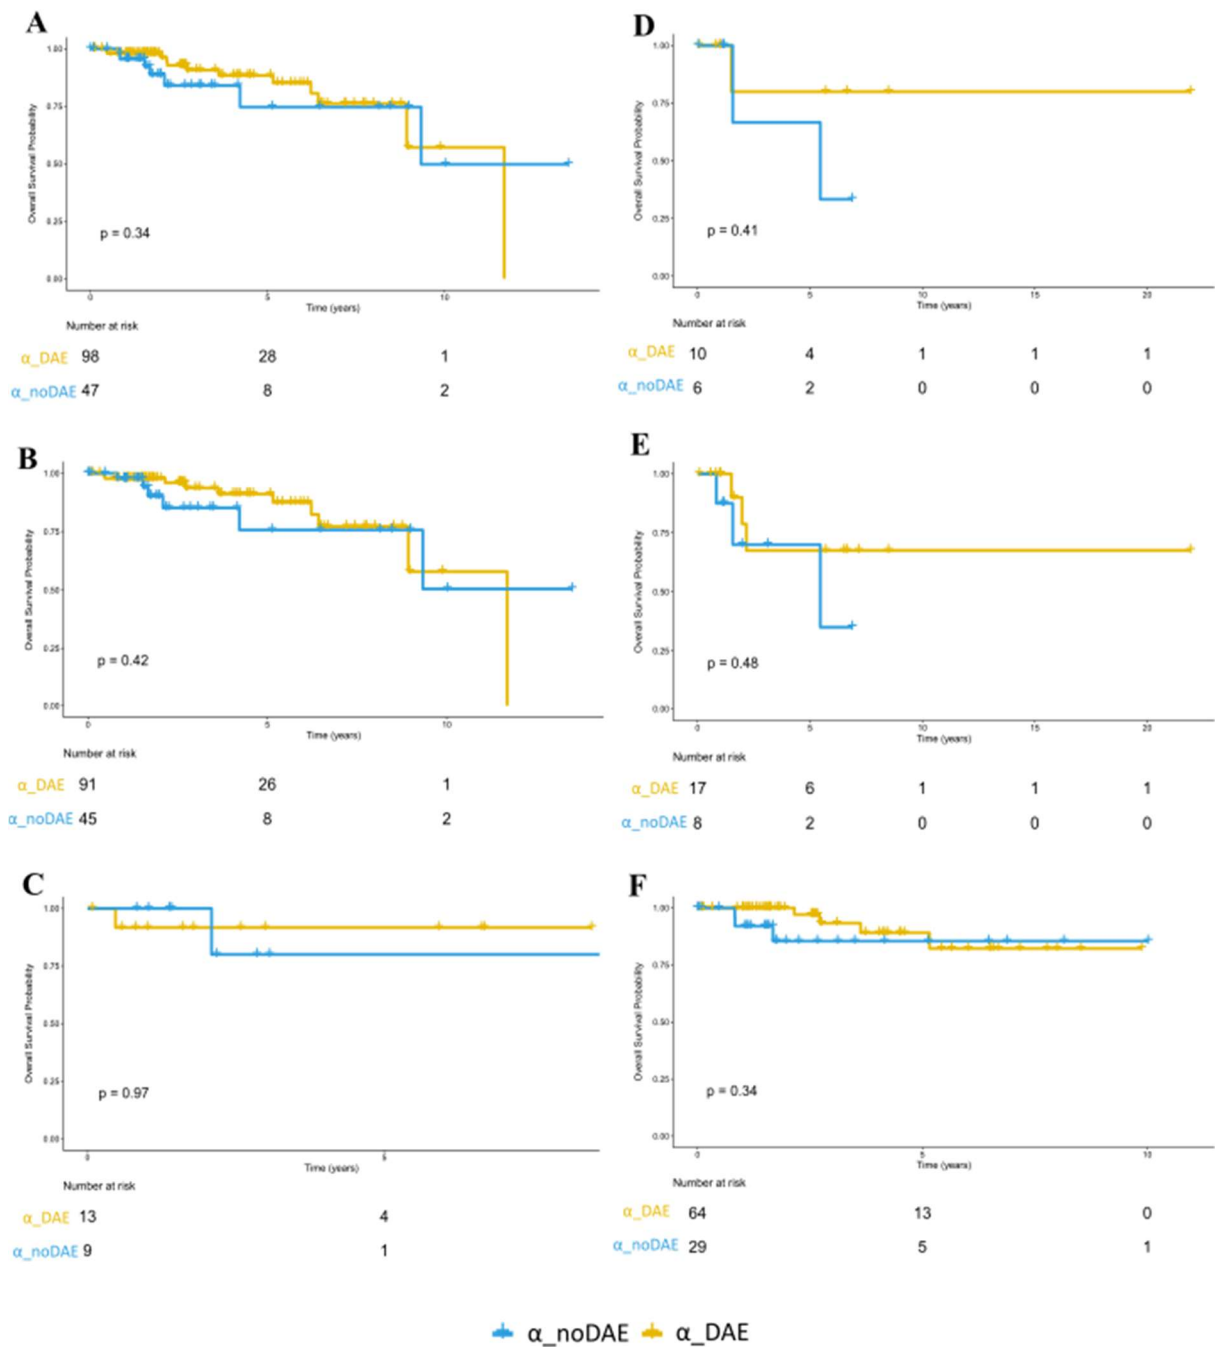 A
1.00
0.75
0.50
0.25
0.00
Overall Survival Probability
p = 0.34
0 5 10
Time (years)
Number at risk
α_DAE 98 28 1
α_noDAE 47 8 2
D
1.00
0.75
0.50
0.25
0.00
Overall Survival Probability
p = 0.41
0 5 10 15 20
Time (years)
Number at risk
α_DAE 10 4 1 1 1
α_noDAE 6 2 0 0 0
B
1.00
0.75
0.50
0.25
0.00
Overall Survival Probability
p = 0.42
0 5 10
Time (years)
Number at risk
α_DAE 91 26 1
α_noDAE 45 8 2
E
1.00
0.75
0.50
0.25
0.00
Overall Survival Probability
p = 0.48
0 5 10 15 20
Time (years)
Number at risk
α_DAE 17 6 1 1 1
α_noDAE 8 2 0 0 0
C
1.00
0.75
0.50
0.25
0.00
Overall Survival Probability
p = 0.97
0 5
Time (years)
Number at risk
α_DAE 13 4
α_noDAE 9 1
F
1.00
0.75
0.50
0.25
0.00
Overall Survival Probability
p = 0.34
0 5 10
Time (years)
Number at risk
α_DAE 64 13 0
α_noDAE 29 5 1
α_noDAE α_DAE